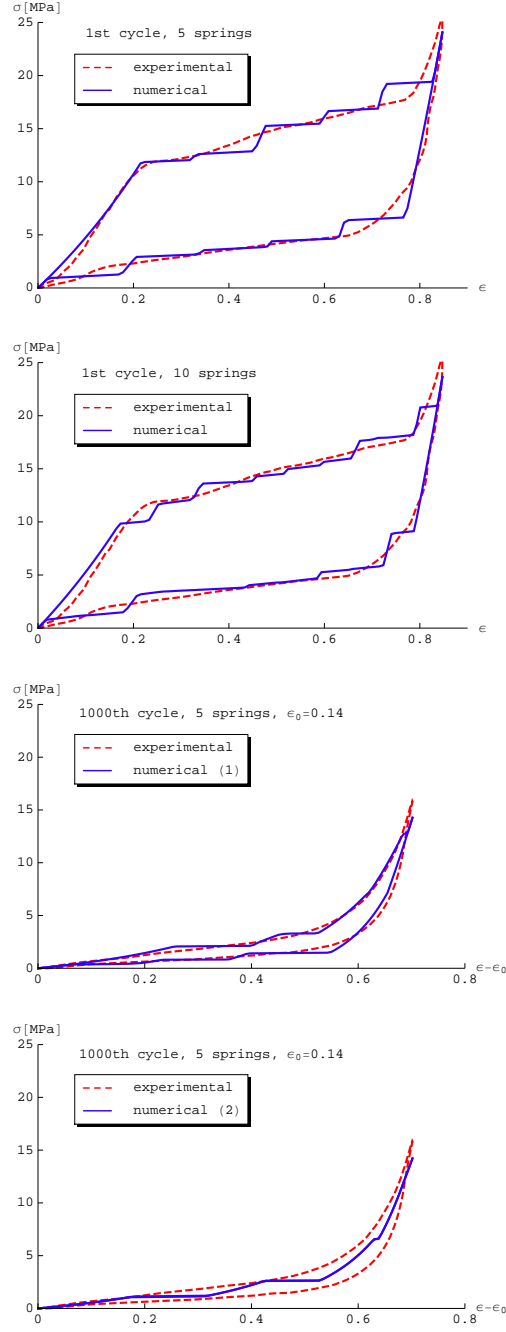 σ[MPa]
25
1st cycle, 5 springs
experimental
numerical
20
15
10
5
0
0
0.2
0.4
0.6
0.8
ϵ
σ[MPa]
25
1st cycle, 10 springs
experimental
numerical
20
15
10
5
0
0
0.2
0.4
0.6
0.8
ϵ
σ[MPa]
25
1000th cycle, 5 springs, ϵ₀=0.14
experimental
numerical (1)
20
15
10
5
0
0
0.2
0.4
0.6
0.8
ϵ-ϵ₀
σ[MPa]
25
1000th cycle, 5 springs, ϵ₀=0.14
experimental
numerical (2)
20
15
10
5
0
0
0.2
0.4
0.6
0.8
ϵ-ϵ₀